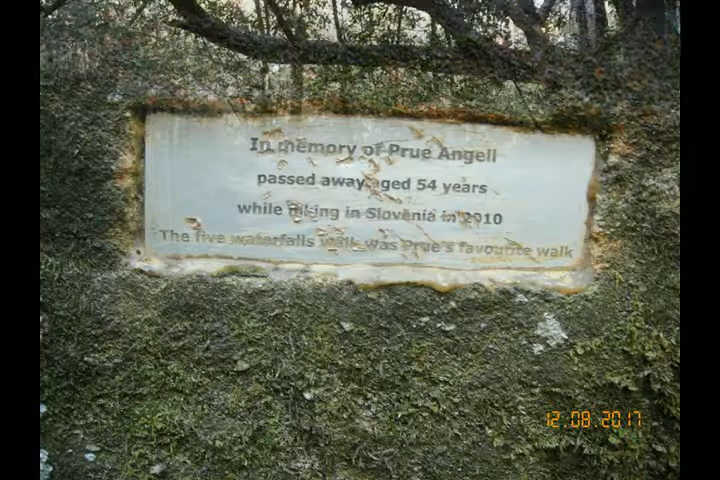 In memory of Prue Angell
passed away aged 54 years
while hiking in Slovenia in 2010
The five waterfalls walk was Prue's favourite walk
12.08.2017